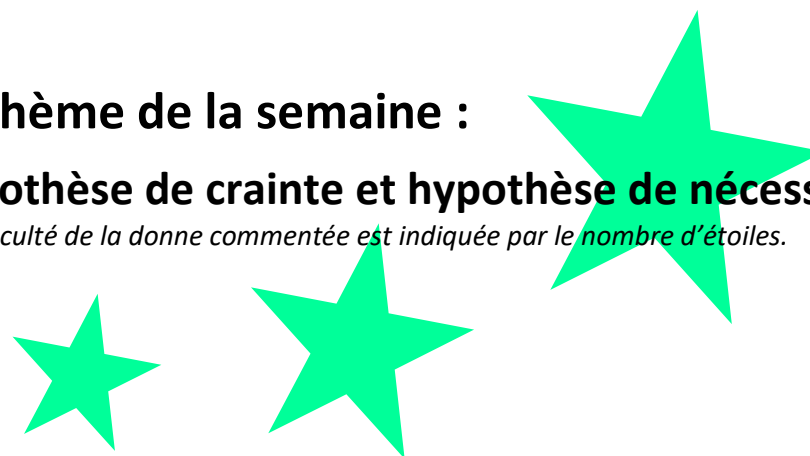 hème de la semaine :
othèse de crainte et hypothèse de nécess
culté de la donne commentée est indiquée par le nombre d'étoiles.